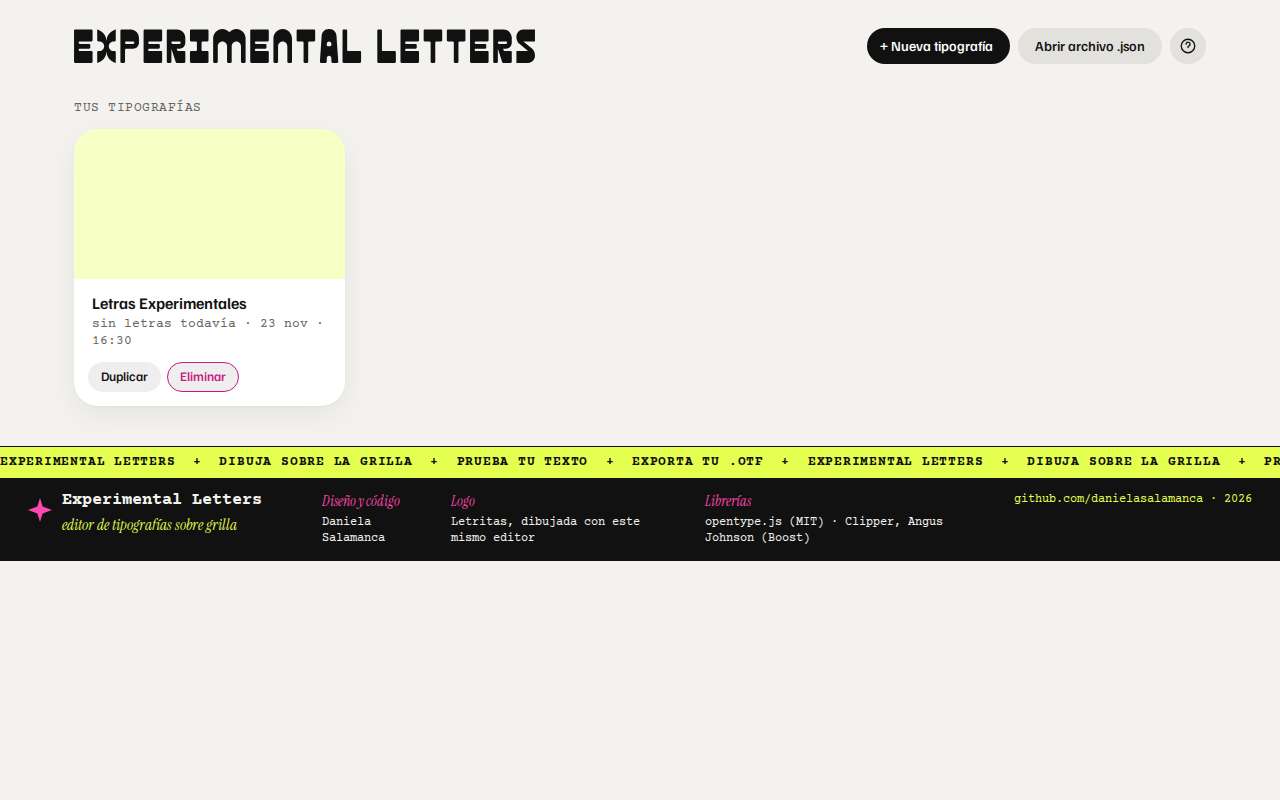 EXPERIMENTAL LETTERS
+ Nueva tipografía
Abrir archivo .json
TUS TIPOGRAFÍAS
Letras Experimentales
sin letras todavía · 23 nov ·
16:30
Duplicar
Eliminar
EXPERIMENTAL LETTERS + DIBUJA SOBRE LA GRILLA + PRUEBA TU TEXTO + EXPORTA TU .OTF + EXPERIMENTAL LETTERS + DIBUJA SOBRE LA GRILLA + PR
Experimental Letters
editor de tipografías sobre grilla
Diseño y código
Daniela
Salamanca
Logo
Letritas, dibujada con este
mismo editor
Librerías
opentype.js (MIT) · Clipper, Angus
Johnson (Boost)
github.com/danielasalamanca · 2026